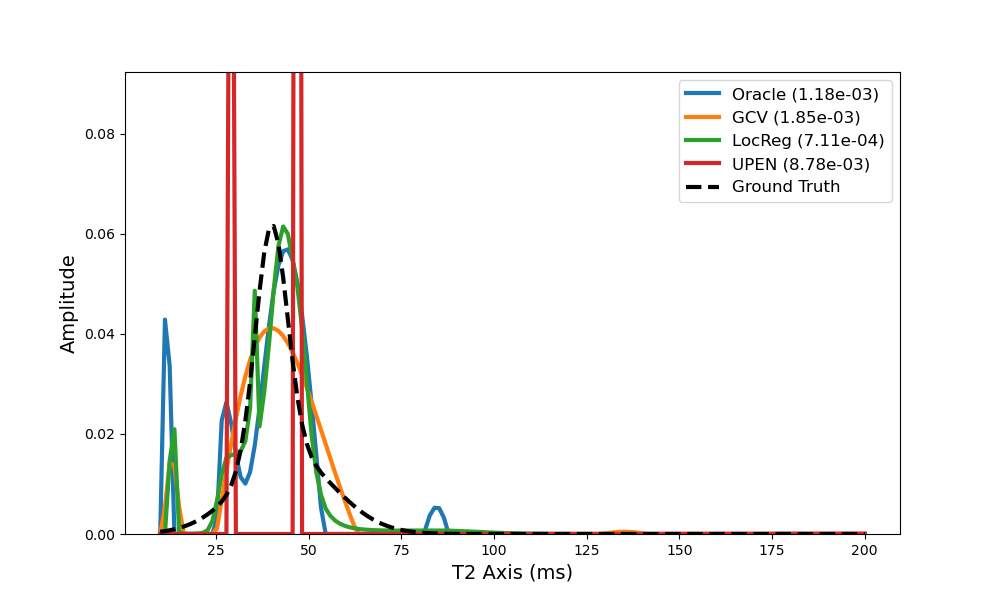 Oracle (1.18e-03)
GCV (1.85e-03)
LocReg (7.11e-04)
UPEN (8.78e-03)
Ground Truth
Amplitude
0.08
0.06
0.04
0.02
0.00
25 50 75 100 125 150 175 200
T2 Axis (ms)